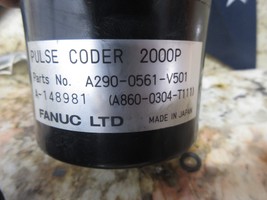 PULSE CODER 2000P
Parts No. A290-0561-V501
A-148981 (A860-0304-T111)
FANUC LTD MADE IN JAPAN